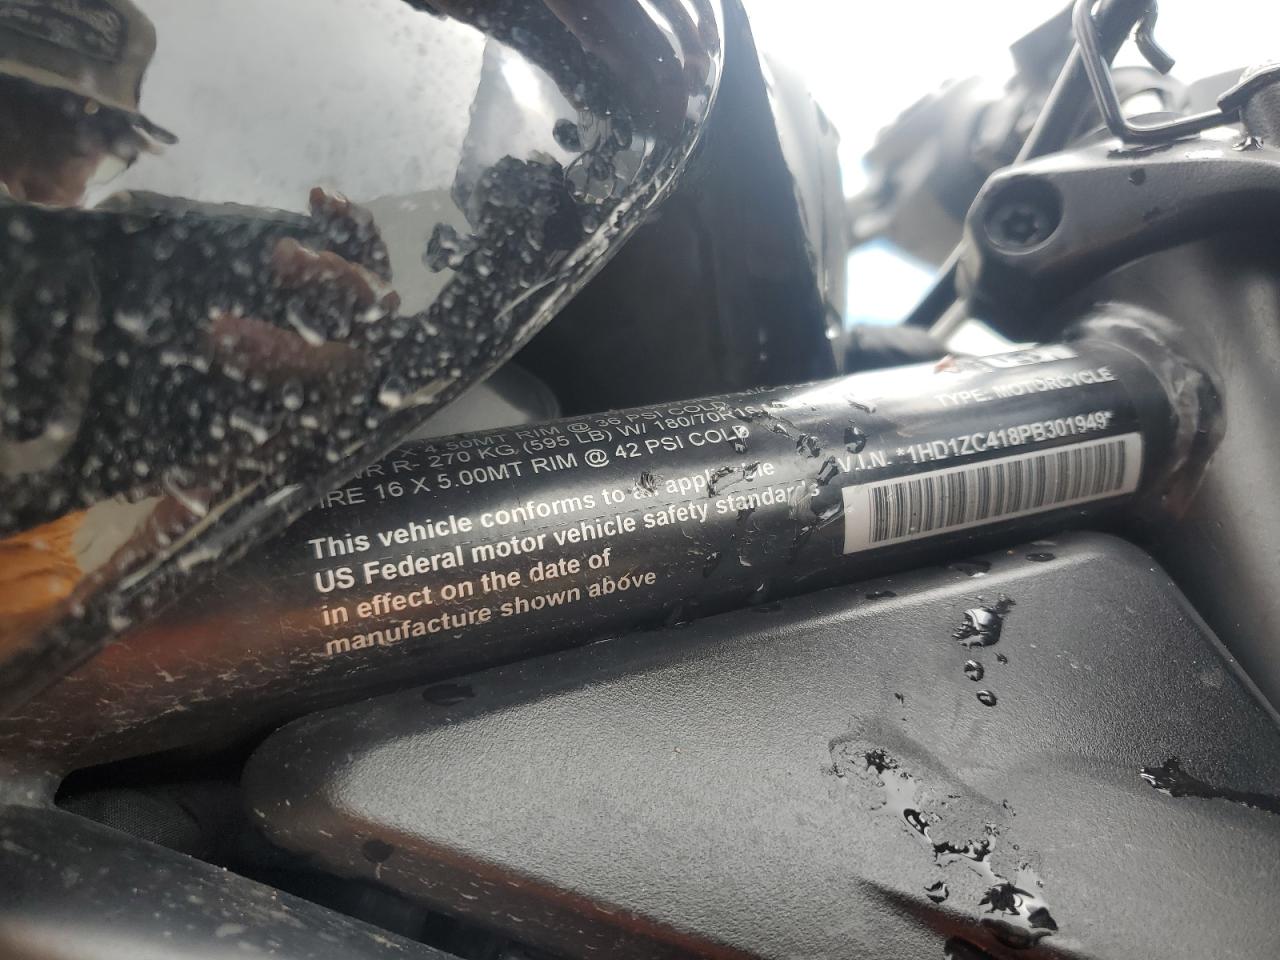 X 4.50MT RIM @ 36 PSI COLD
R- 270 KG (595 LB) W/ 180/70R16
16 X 5.00MT RIM @ 42 PSI COLD
This vehicle conforms to all applicable
US Federal motor vehicle safety standards
in effect on the date of
manufacture shown above
TYPE: MOTORCYCLE
V.I.N. *1HD1ZC418PB301949*